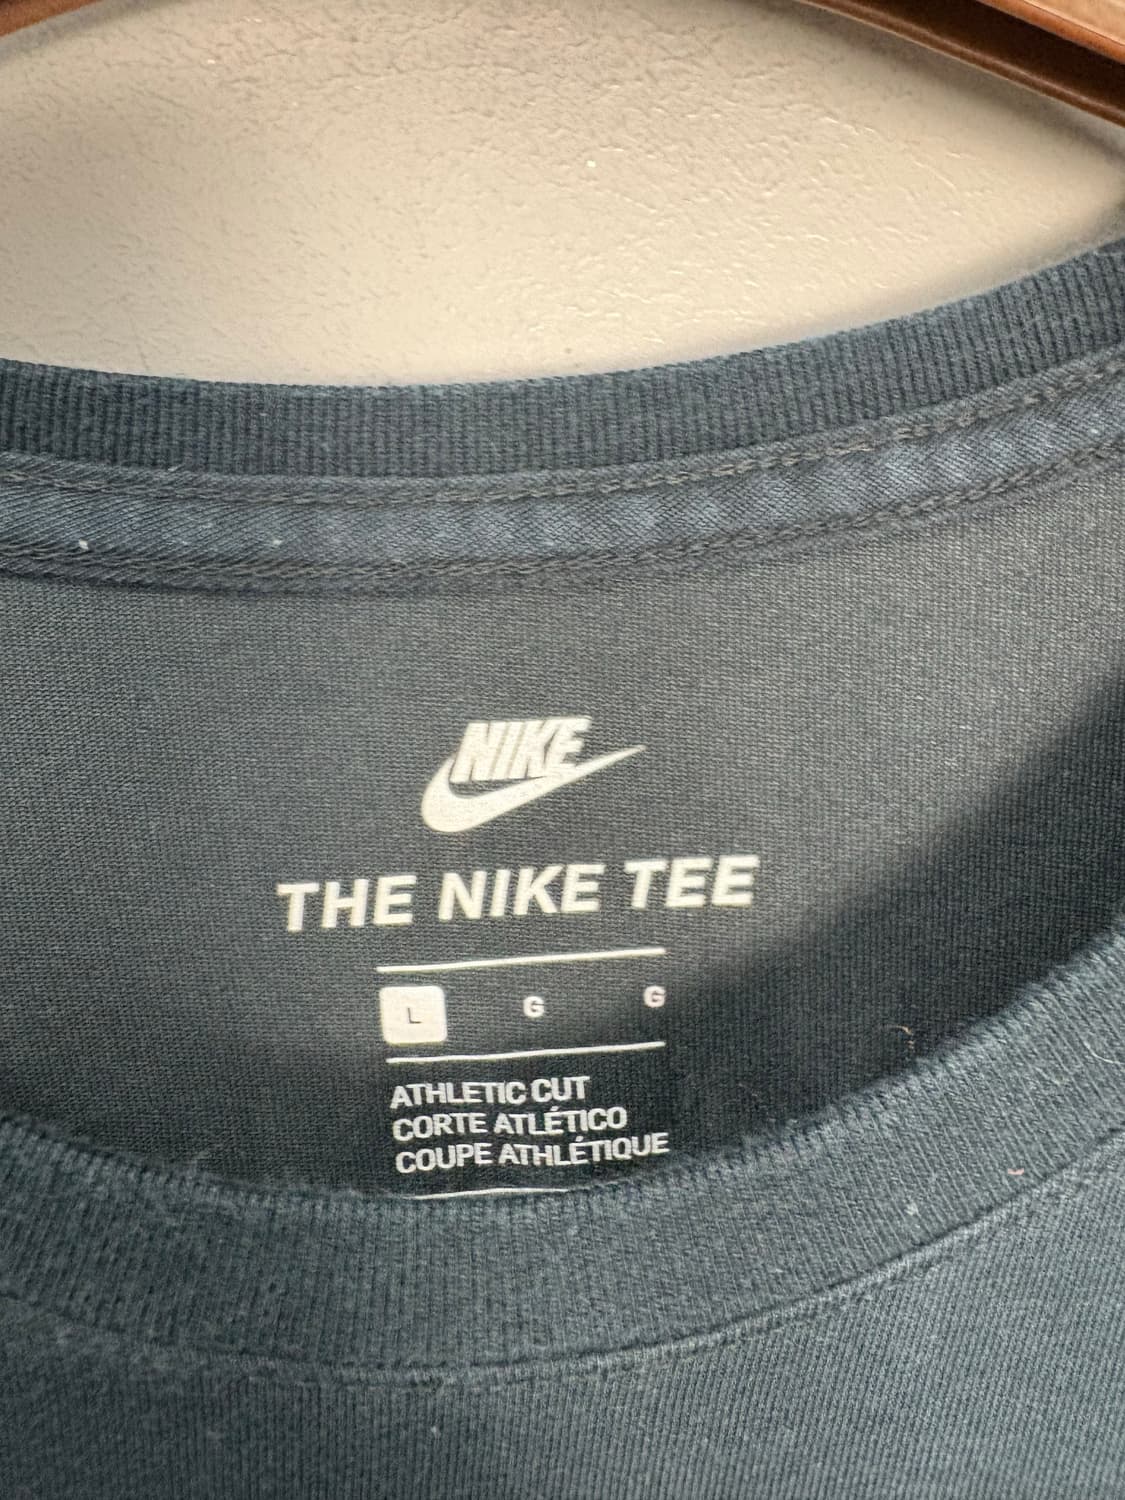 NIKE
THE NIKE TEE
L G G
ATHLETIC CUT
CORTE ATLÉTICO
COUPE ATHLÉTIQUE